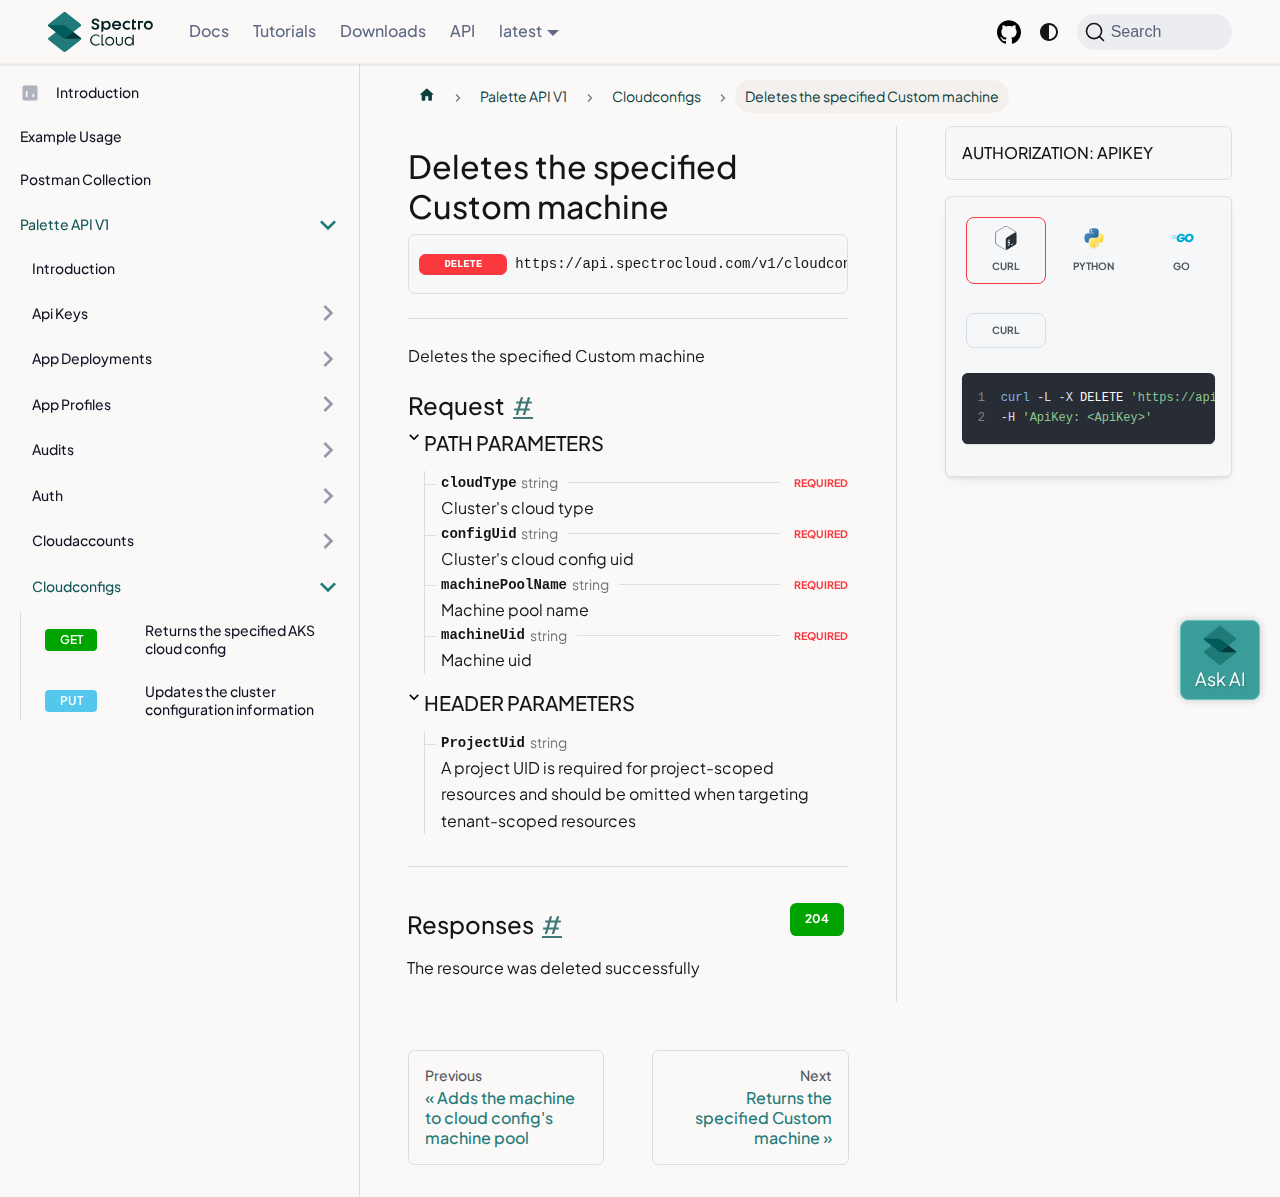 Spectro
Cloud
Docs
Tutorials
Downloads
API
latest
Search
Introduction
Example Usage
Postman Collection
Palette API V1
Introduction
Api Keys
App Deployments
App Profiles
Audits
Auth
Cloudaccounts
Cloudconfigs
GET
Returns the specified AKS
cloud config
PUT
Updates the cluster
configuration information
Palette API V1
Cloudconfigs
Deletes the specified Custom machine
Deletes the specified
Custom machine
DELETE
https://api.spectrocloud.com/v1/cloudcon
Deletes the specified Custom machine
Request #
PATH PARAMETERS
cloudType string REQUIRED
Cluster's cloud type
configUid string REQUIRED
Cluster's cloud config uid
machinePoolName string REQUIRED
Machine pool name
machineUid string REQUIRED
Machine uid
HEADER PARAMETERS
ProjectUid string
A project UID is required for project-scoped
resources and should be omitted when targeting
tenant-scoped resources
Responses #
204
The resource was deleted successfully
Previous
« Adds the machine
to cloud config's
machine pool
Next
Returns the
specified Custom
machine »
AUTHORIZATION: APIKEY
CURL
PYTHON
GO
CURL
1 curl -L -X DELETE 'https://api
2 -H 'ApiKey: <ApiKey>'
Ask AI